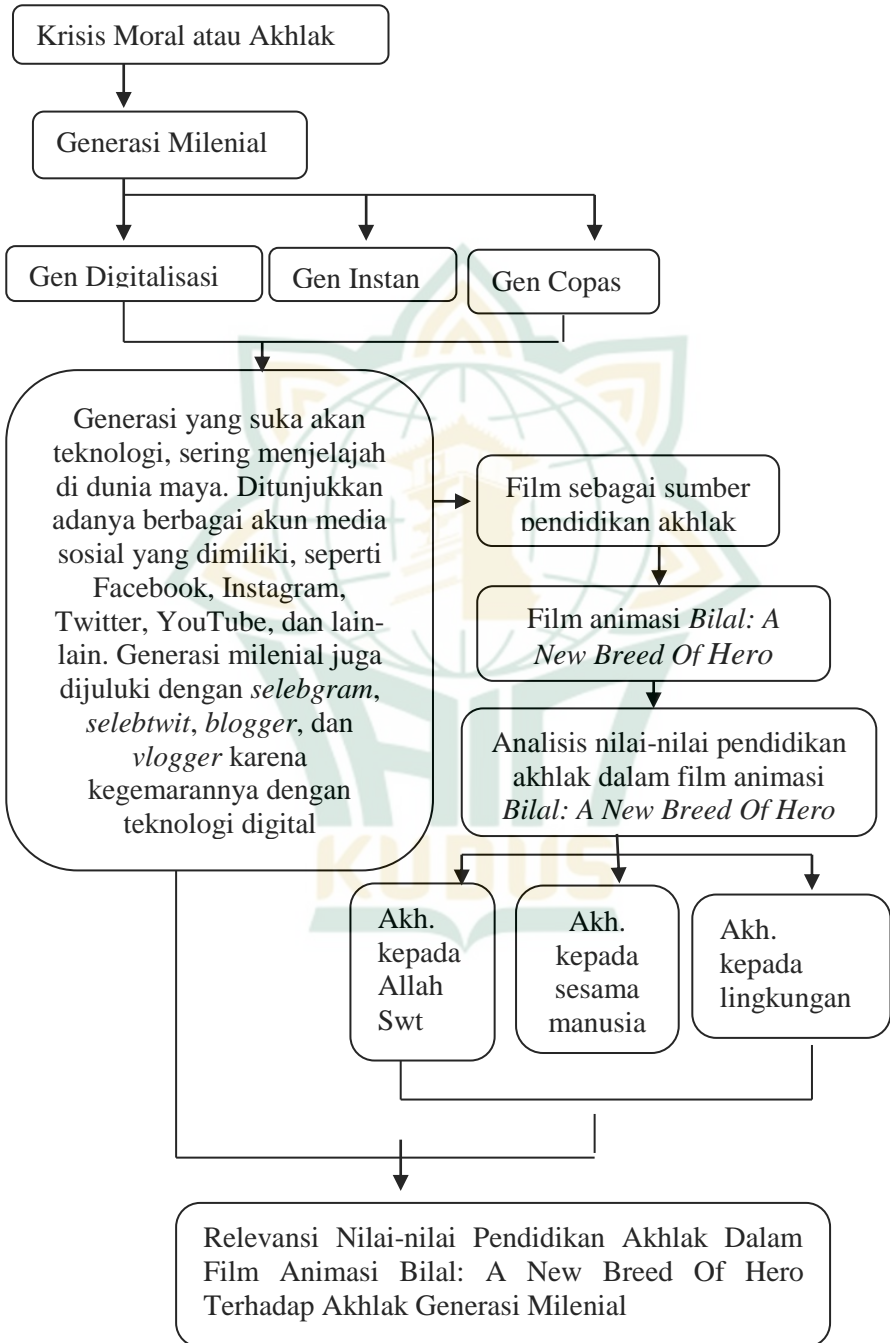 Krisis Moral atau Akhlak
Generasi Milenial
Gen Digitalisasi
Gen Instan
Gen Copas
Generasi yang suka akan
teknologi, sering menjelajah
di dunia maya. Ditunjukkan
adanya berbagai akun media
sosial yang dimiliki, seperti
Facebook, Instagram,
Twitter, YouTube, dan lain-
lain. Generasi milenial juga
dijuluki dengan selebgram,
selebtwit, blogger, dan
vlogger karena
kegemarannya dengan
teknologi digital
Film sebagai sumber
pendidikan akhlak
Film animasi Bilal: A
New Breed Of Hero
Analisis nilai-nilai pendidikan
akhlak dalam film animasi
Bilal: A New Breed Of Hero
KUDUS
Akh.
kepada
Allah
Swt
Akh.
kepada
sesama
manusia
Akh.
kepada
lingkungan
Relevansi Nilai-nilai Pendidikan Akhlak Dalam
Film Animasi Bilal: A New Breed Of Hero
Terhadap Akhlak Generasi Milenial